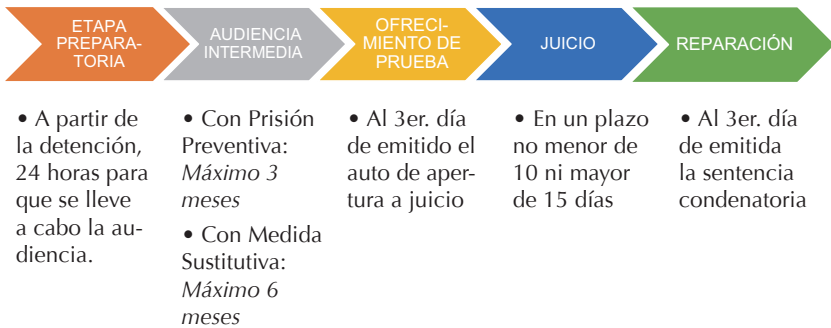 ETAPA
PREPARA-
TORIA
AUDIENCIA
INTERMEDIA
OFRECI-
MIENTO DE
PRUEBA
JUICIO
REPARACIÓN
• A partir de
la detención,
24 horas para
que se lleve
a cabo la au-
diencia.
• Con Prisión
Preventiva:
Máximo 3
meses
• Con Medida
Sustitutiva:
Máximo 6
meses
• Al 3er. día
de emitido el
auto de aper-
tura a juicio
• En un plazo
no menor de
10 ni mayor
de 15 días
• Al 3er. día
de emitida
la sentencia
condenatoria